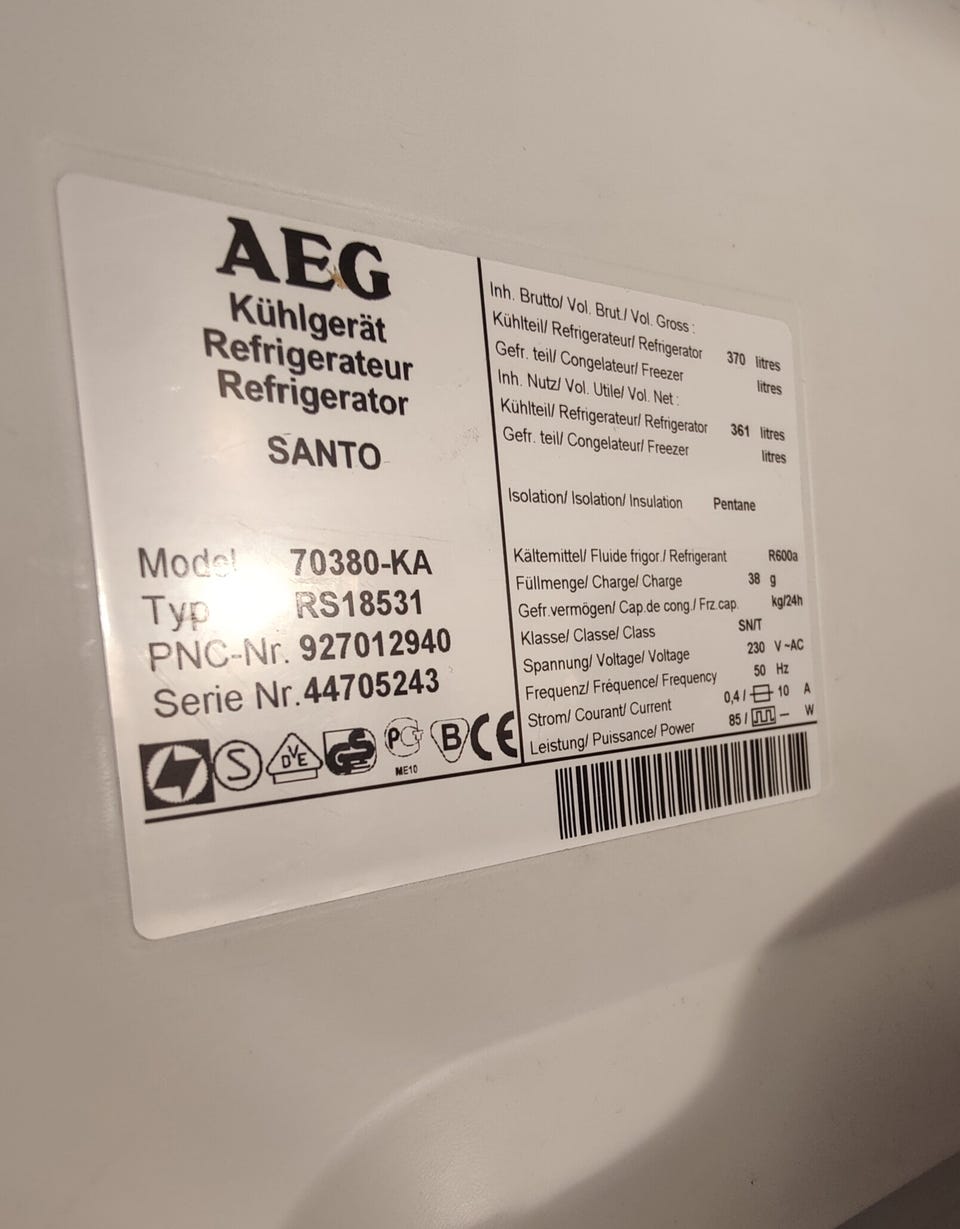 AEG
Kühlgerät
Refrigerateur
Refrigerator
SANTO
Model 70380-KA
Typ RS18531
PNC-Nr. 927012940
Serie Nr. 44705243
S DVE GS PG ME10 B CE
Inh. Brutto/ Vol. Brut./ Vol. Gross :
Kühlteil/ Refrigerateur/ Refrigerator 370 litres
Gefr. teil/ Congelateur/ Freezer litres
Inh. Nutz/ Vol. Utile/ Vol. Net :
Kühlteil/ Refrigerateur/ Refrigerator 361 litres
Gefr. teil/ Congelateur/ Freezer litres
Isolation/ Isolation/ Insulation Pentane
Kältemittel/ Fluide frigor./ Refrigerant R600a
Füllmenge/ Charge/ Charge 38 g
Gefr.vermögen/ Cap.de cong./ Frz.cap. kg/24h
Klasse/ Classe/ Class SN/T
Spannung/ Voltage/ Voltage 230 V ~AC
Frequenz/ Fréquence/ Frequency 50 Hz
Strom/ Courant/ Current 0,4 / 10 A
Leistung/ Puissance/ Power 85 / — W